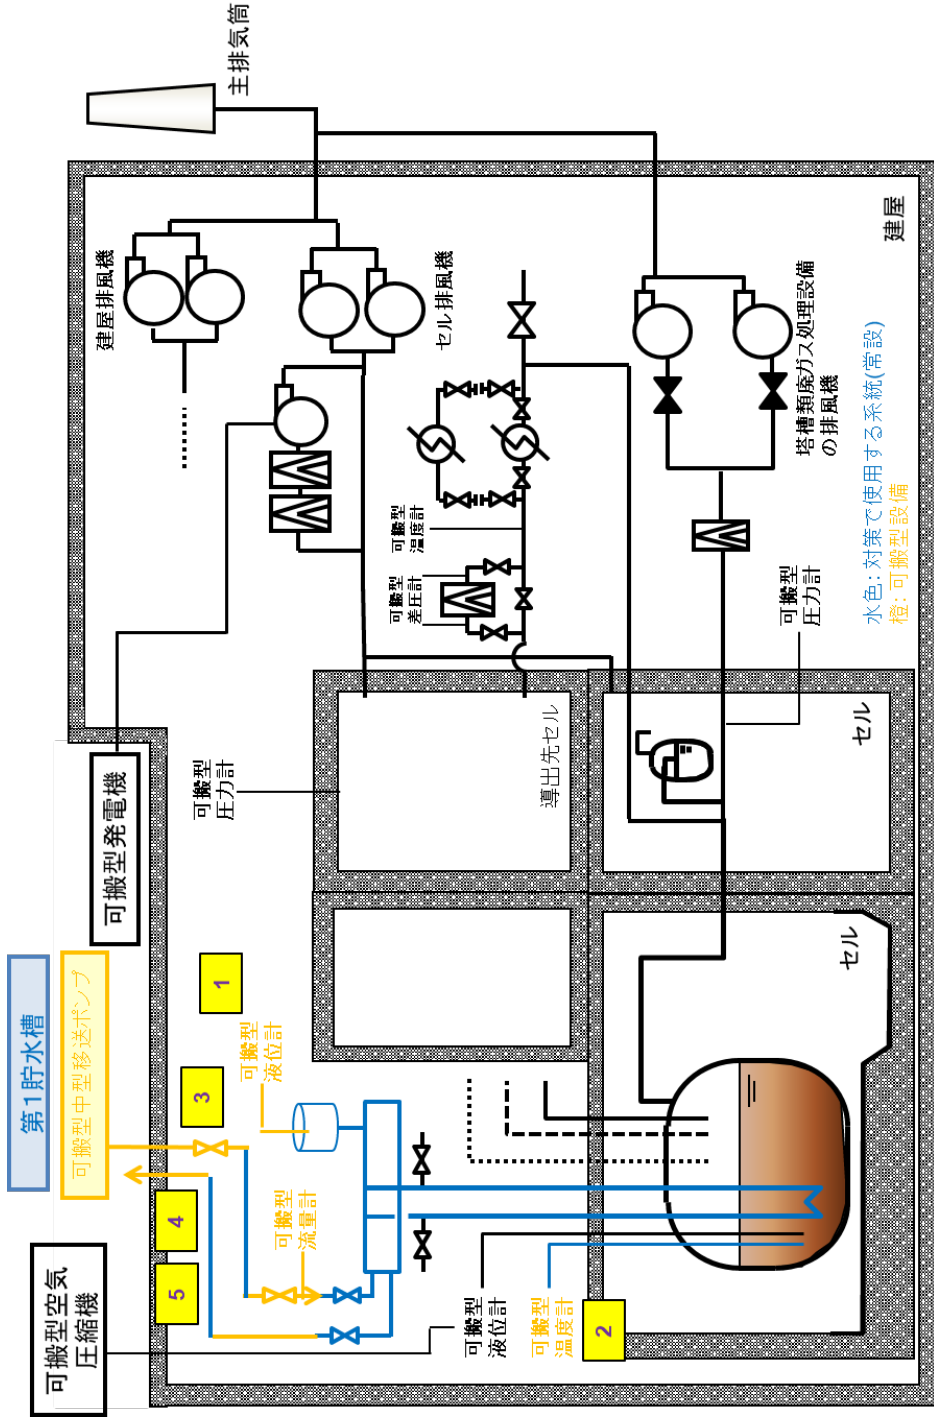 第１貯水槽
可搬型中型移送ポンプ
可搬型空気
圧縮機
可搬型発電機
主排気筒
建屋排風機
セル排風機
塔槽類廃ガス処理設備
の排風機
建屋
可搬型
圧力計
可搬型
差圧計
可搬型
温度計
可搬型
圧力計
導出先セル
セル
セル
可搬型
液位計
可搬型
流量計
可搬型
液位計
可搬型
温度計
1
2
3
4
5
水色: 対策で使用する系統(常設)
橙: 可搬型設備